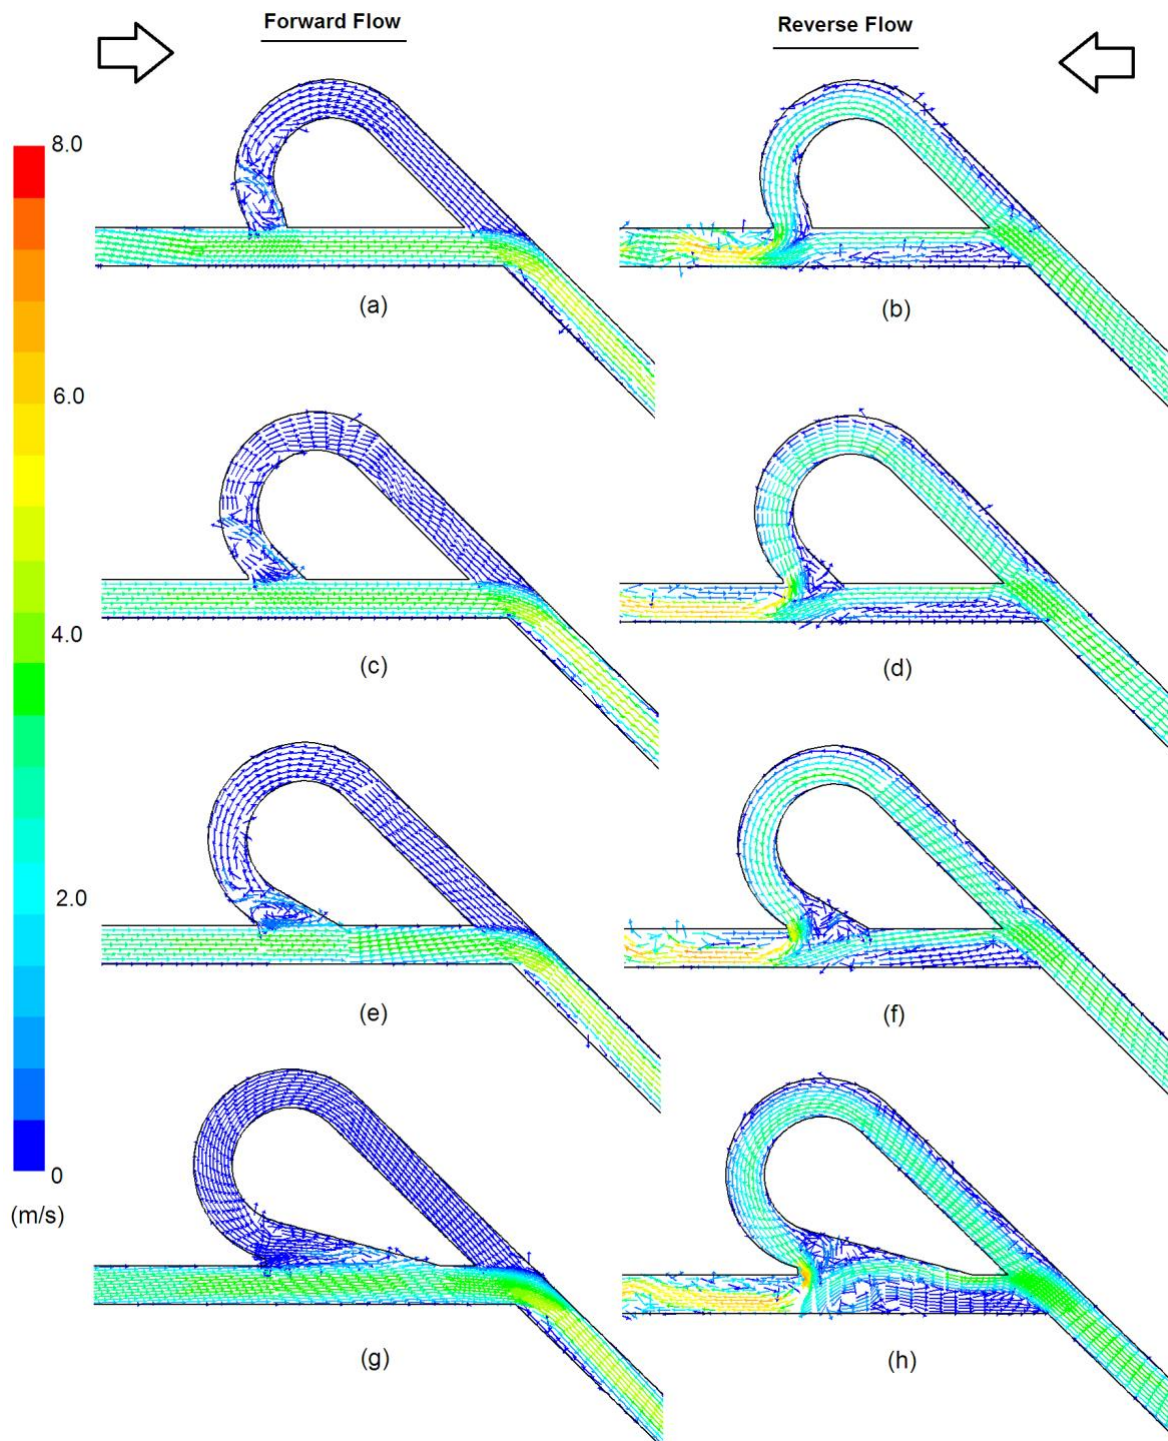 Forward Flow
Reverse Flow
8.0
(a)
(b)
6.0
4.0
(c)
(d)
2.0
(e)
(f)
0
(m/s)
(g)
(h)